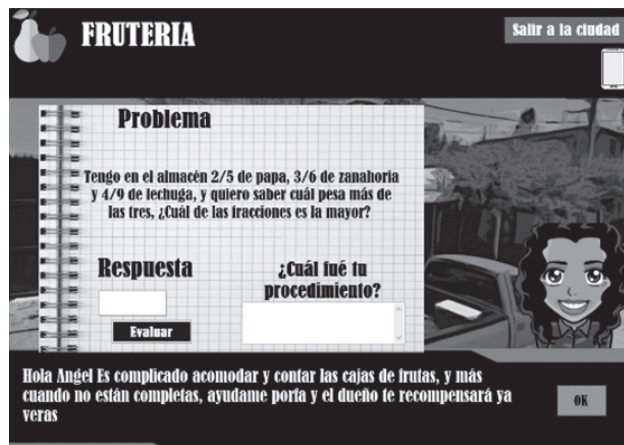 FRUTERIA
Salir a la ciudad
Problema
Tengo en el almacén 2/5 de papa, 3/6 de zanahoria
y 4/9 de lechuga, y quiero saber cuál pesa más de
las tres, ¿Cuál de las fracciones es la mayor?
Respuesta
¿Cuál fué tu
procedimiento?
Evaluar
Hola Angel Es complicado acomodar y contar las cajas de frutas, y más
cuando no están completas, ayudame porfa y el dueño te recompensará ya
veras
OK